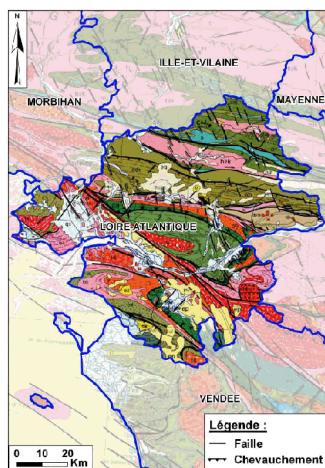 N
ILLE-ET-VILAINE
MAYENNE
MORBIHAN
LOIRE-ATLANTIQUE
VENDEE
Légende :
Faille
Chevauchement
0 10 20
Km